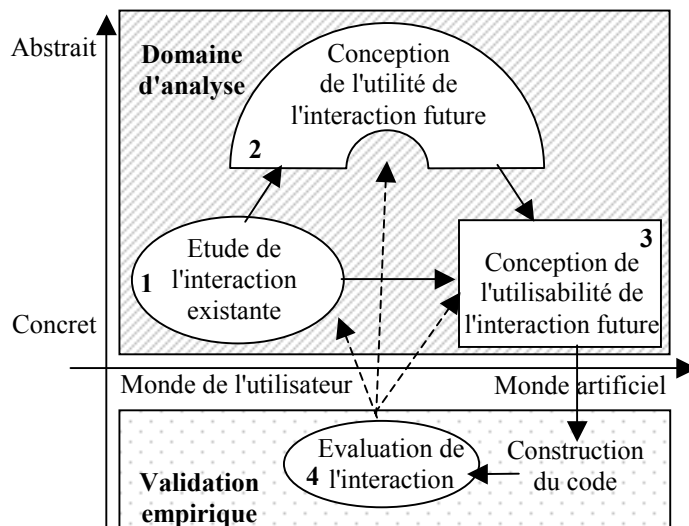 Abstrait
Domaine
d'analyse
Conception
de l'utilité de
l'interaction future
2
Etude de
l'interaction
existante
1
3
Conception de
l'utilisabilité de
l'interaction future
Concret
Monde de l'utilisateur
Monde artificiel
Evaluation de
l'interaction
4
Construction
du code
Validation
empirique